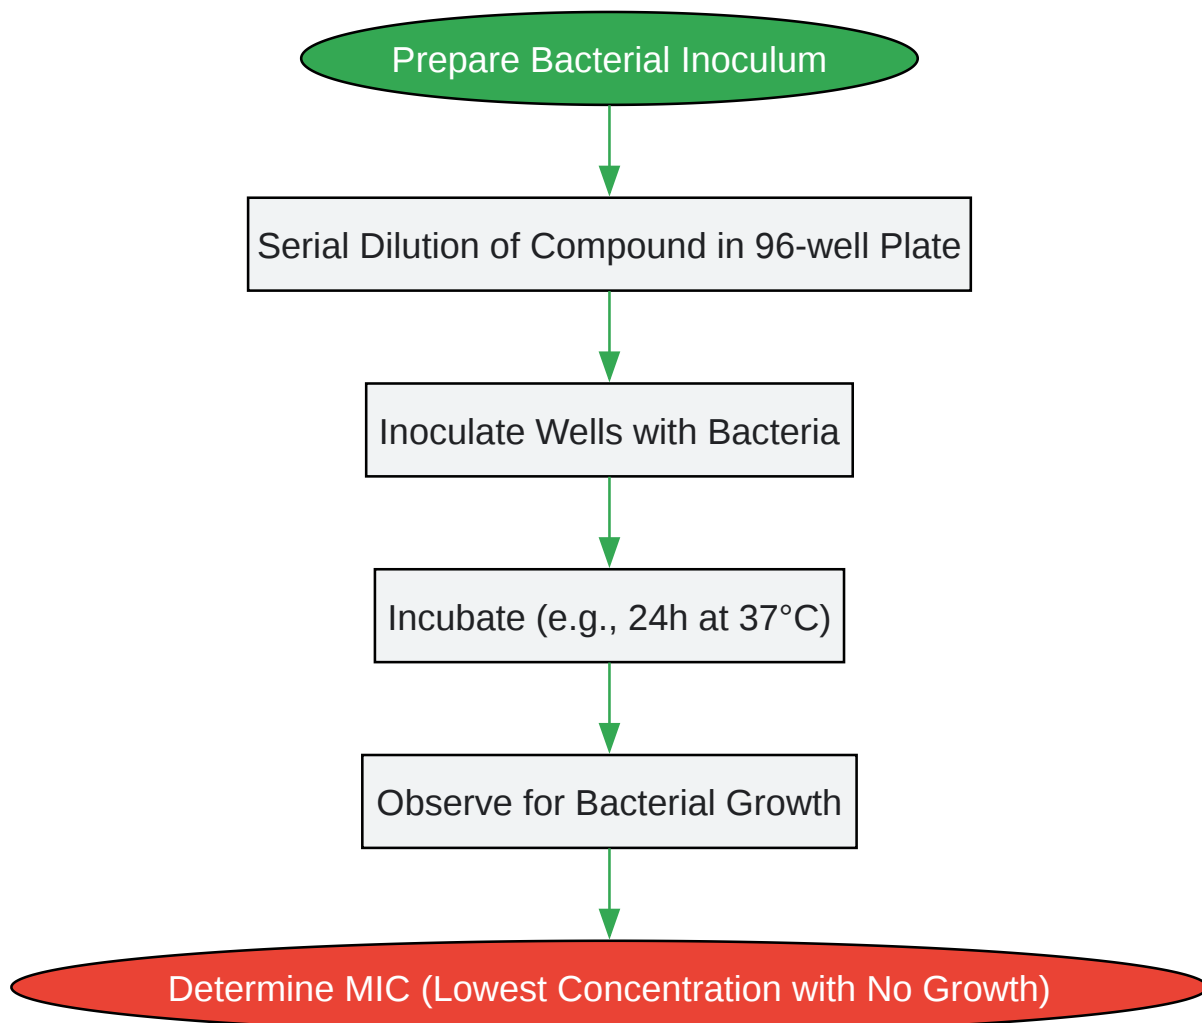 Prepare Bacterial Inoculum
Serial Dilution of Compound in 96-well Plate
Inoculate Wells with Bacteria
Incubate (e.g., 24h at 37°C)
Observe for Bacterial Growth
Determine MIC (Lowest Concentration with No Growth)